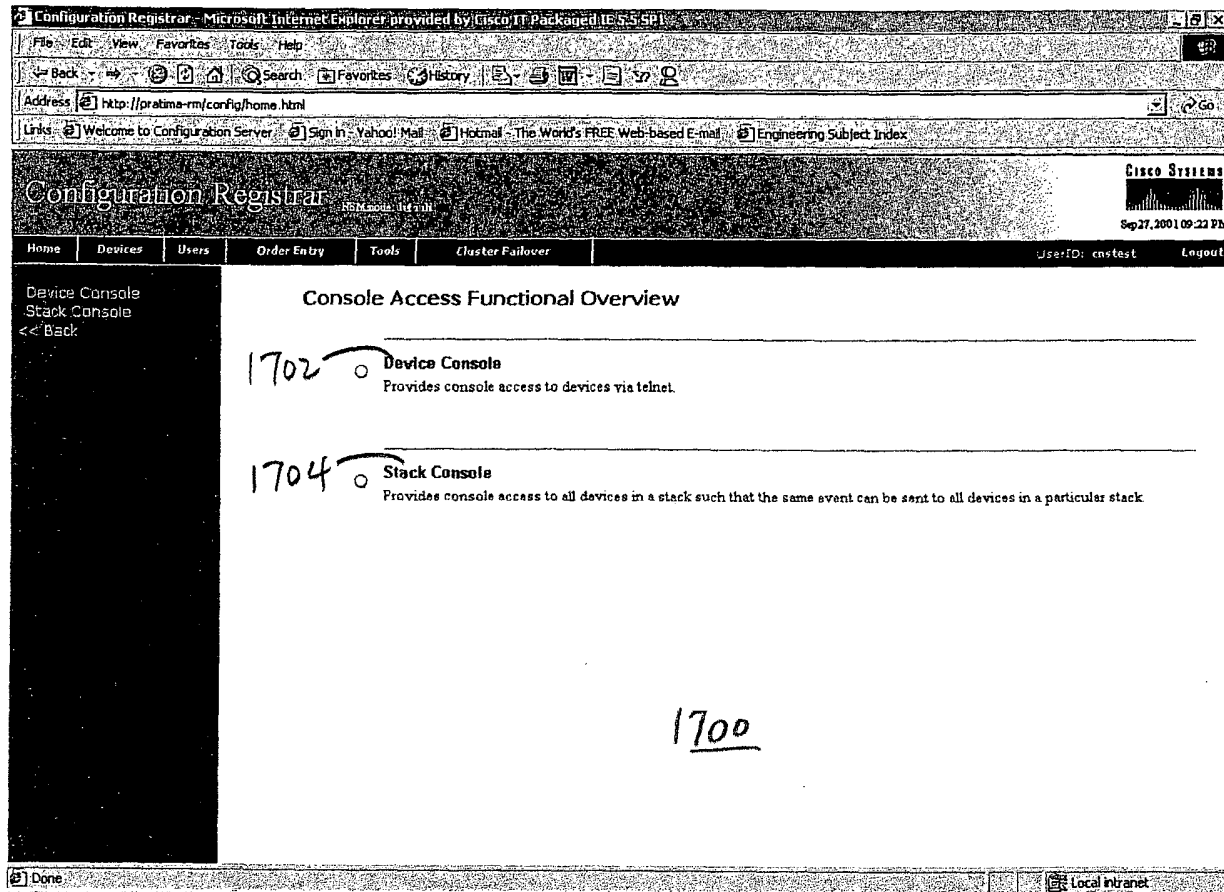 Configuration Registrar - Microsoft Internet Explorer provided by Cisco IT Packaged IE 5.5 SP1
File Edit View Favorites Tools Help
Back Search Favorites History
Address http://pratima-rm/config/home.html Go
Links Welcome to Configuration Server Sign In - Yahoo! Mail Hotmail - The World's FREE Web-based E-mail Engineering Subject Index
Configuration Registrar
CISCO SYSTEMS
Sep 27, 2001 09:22 PM
Home Devices Users Order Entry Tools Cluster Failover UserID: cnstest Logout
Device Console
Stack Console
<< Back
Console Access Functional Overview
1702 Device Console
Provides console access to devices via telnet.
1704 Stack Console
Provides console access to all devices in a stack such that the same event can be sent to all devices in a particular stack.
1700
Done Local intranet